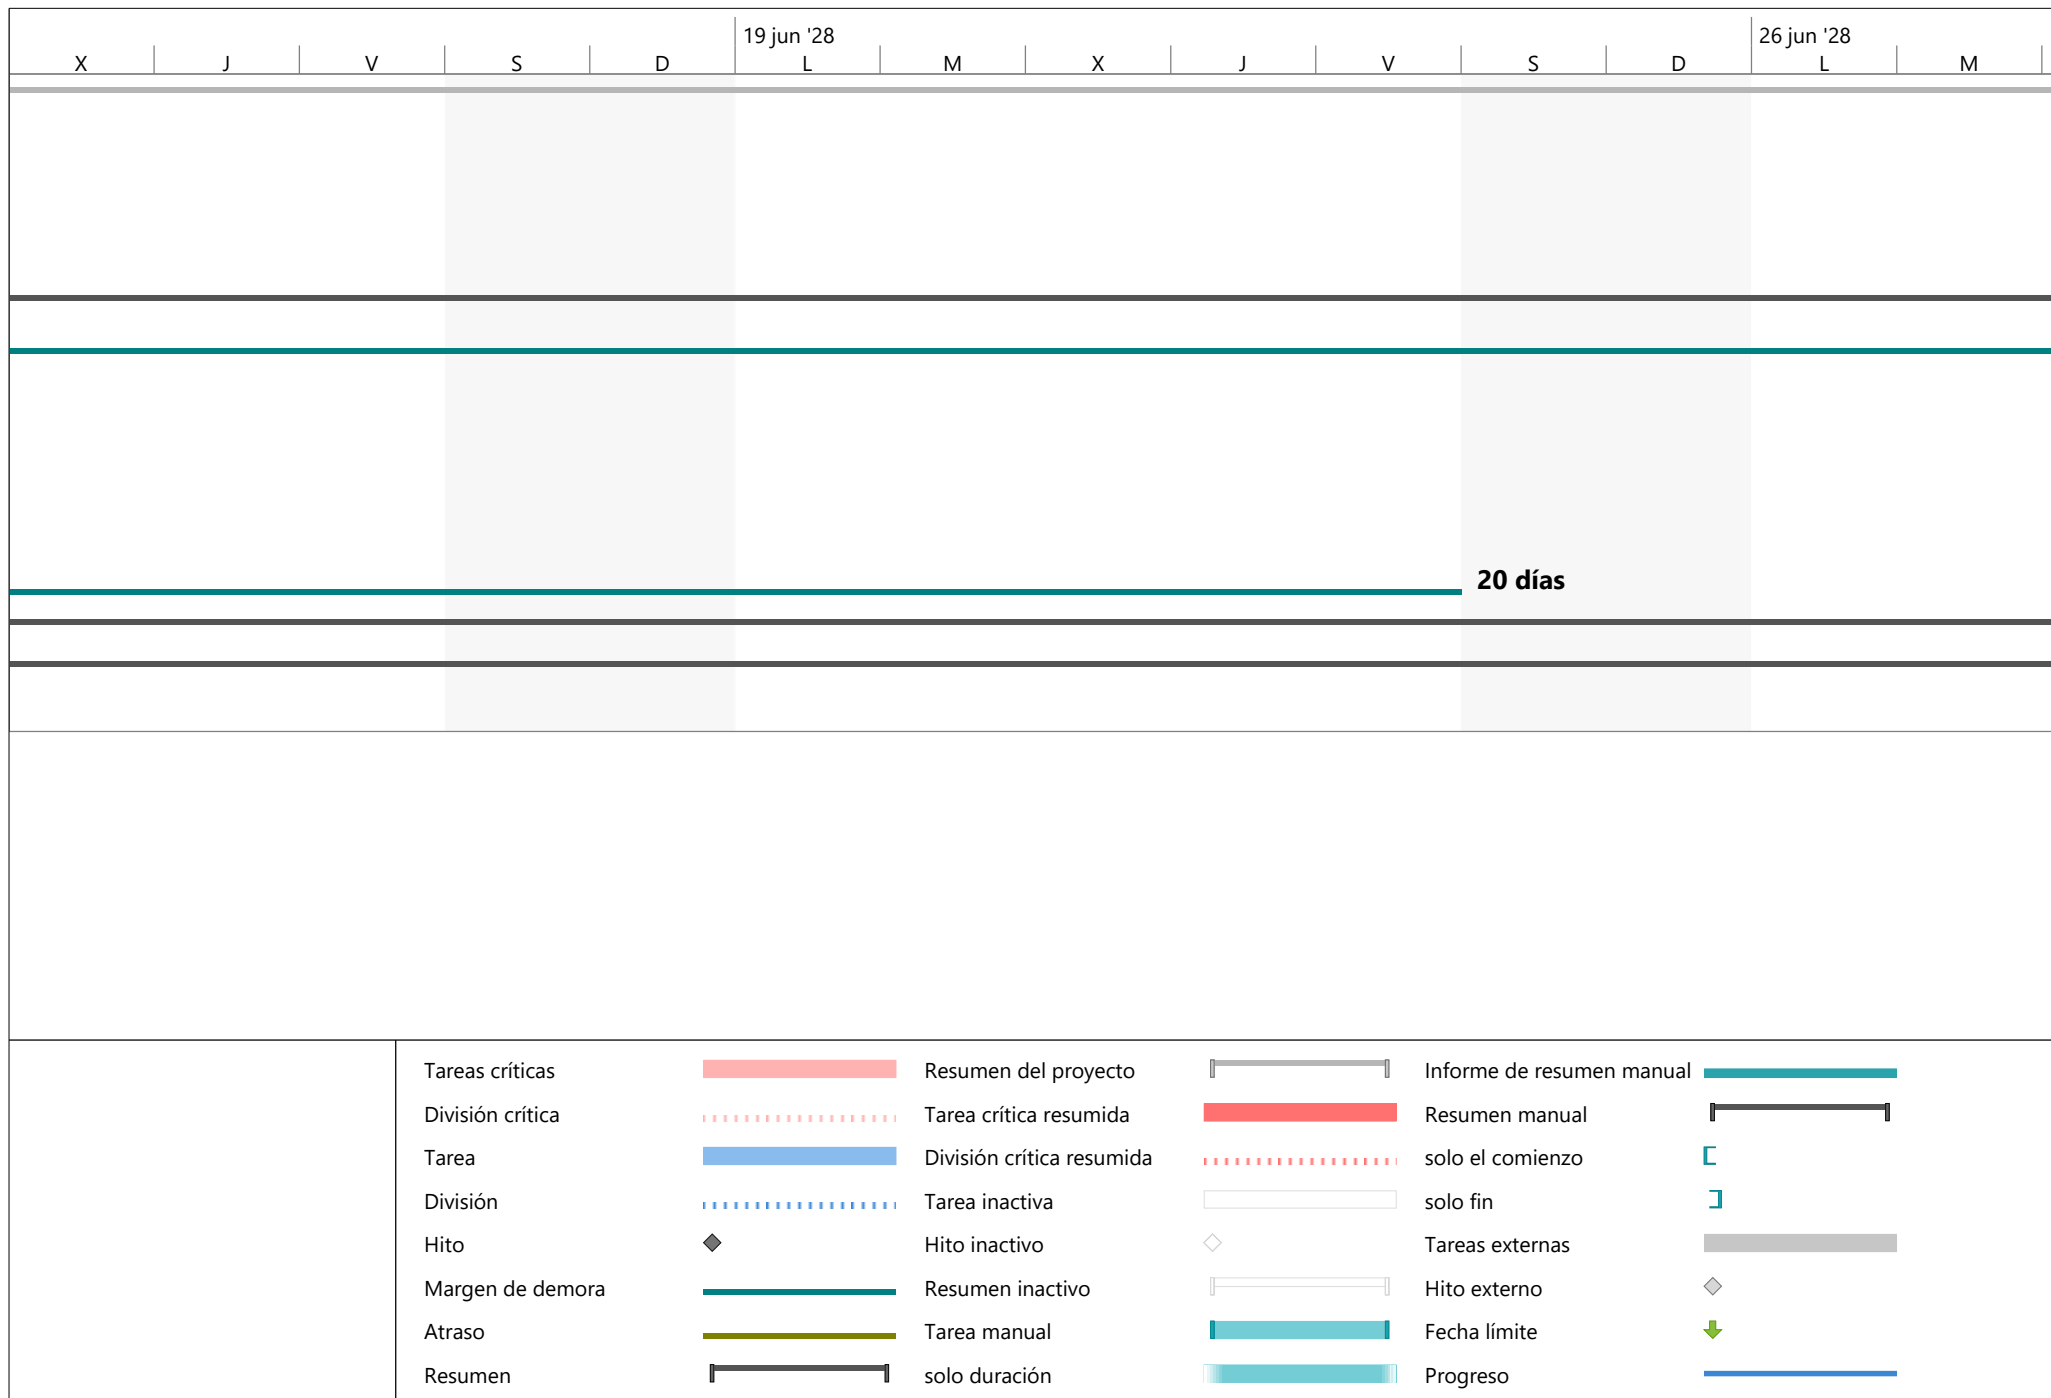 19 jun '28 26 jun '28
X J V S D L M X J V S D L M
20 días
Tareas críticas Resumen del proyecto Informe de resumen manual
División crítica Tarea crítica resumida Resumen manual
Tarea División crítica resumida solo el comienzo
División Tarea inactiva solo fin
Hito Hito inactivo Tareas externas
Margen de demora Resumen inactivo Hito externo
Atraso Tarea manual Fecha límite
Resumen solo duración Progreso